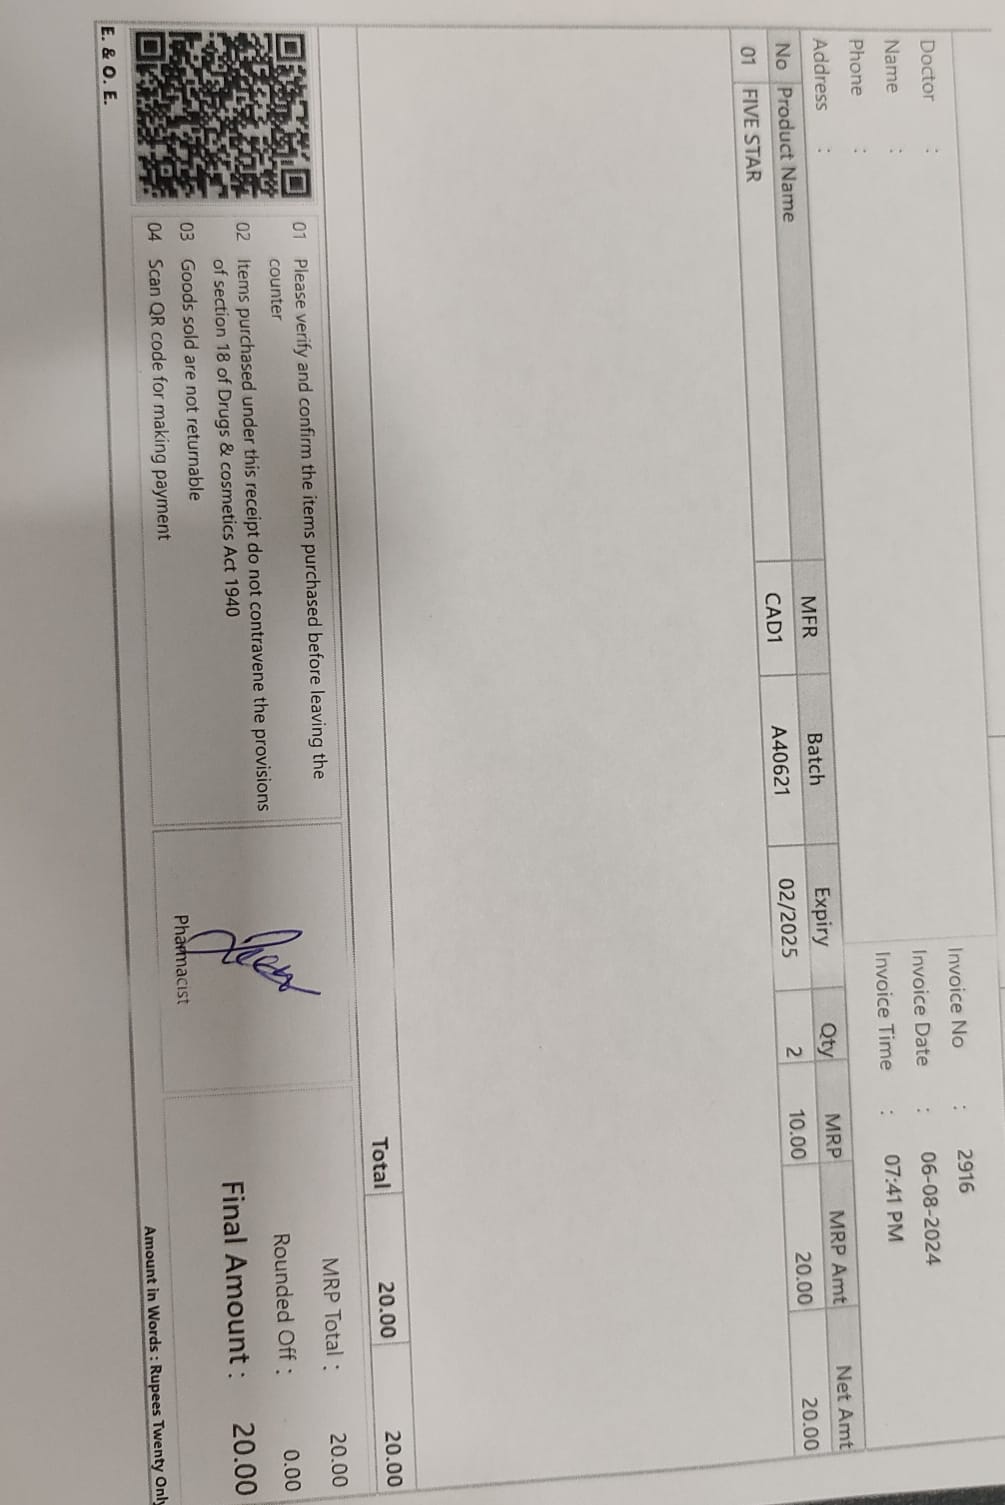 Doctor :
Name :
Phone :
Address :
Invoice No : 2916
Invoice Date : 06-08-2024
Invoice Time : 07:41 PM
No Product Name MFR Batch Expiry Qty MRP MRP Amt Net Amt
01 FIVE STAR CAD1 A40621 02/2025 2 10.00 20.00 20.00
Total 20.00 20.00
01 Please verify and confirm the items purchased before leaving the
counter
02 Items purchased under this receipt do not contravene the provisions
of section 18 of Drugs & cosmetics Act 1940
03 Goods sold are not returnable
04 Scan QR code for making payment
E. & O. E.
Pharmacist
MRP Total : 20.00
Rounded Off : 0.00
Final Amount : 20.00
Amount in Words : Rupees Twenty Only